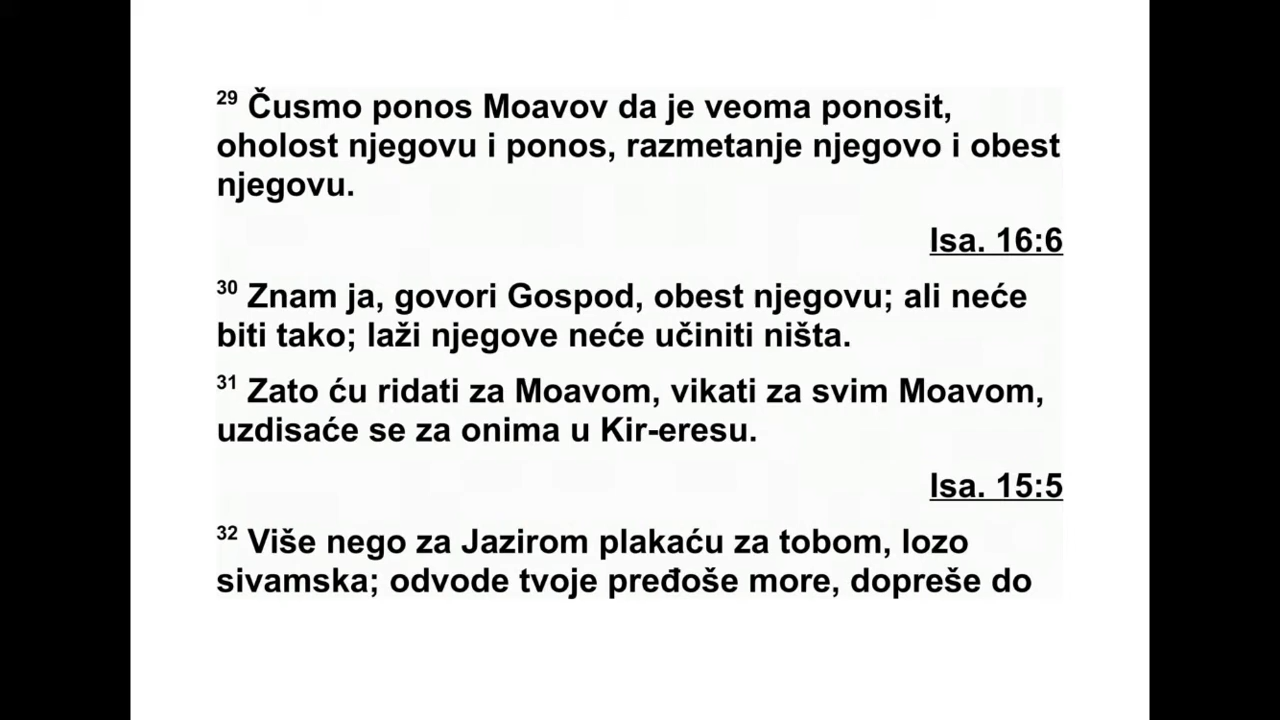 29 Čusmo ponos Moavov da je veoma ponosit,
oholost njegovu i ponos, razmetanje njegovo i obest
njegovu.
Isa. 16:6
30 Znam ja, govori Gospod, obest njegovu; ali neće
biti tako; laži njegove neće učiniti ništa.
31 Zato ću ridati za Moavom, vikati za svim Moavom,
uzdisaće se za onima u Kir-eresu.
Isa. 15:5
32 Više nego za Jazirom plakaću za tobom, lozo
sivamska; odvode tvoje pređoše more, dopreše do